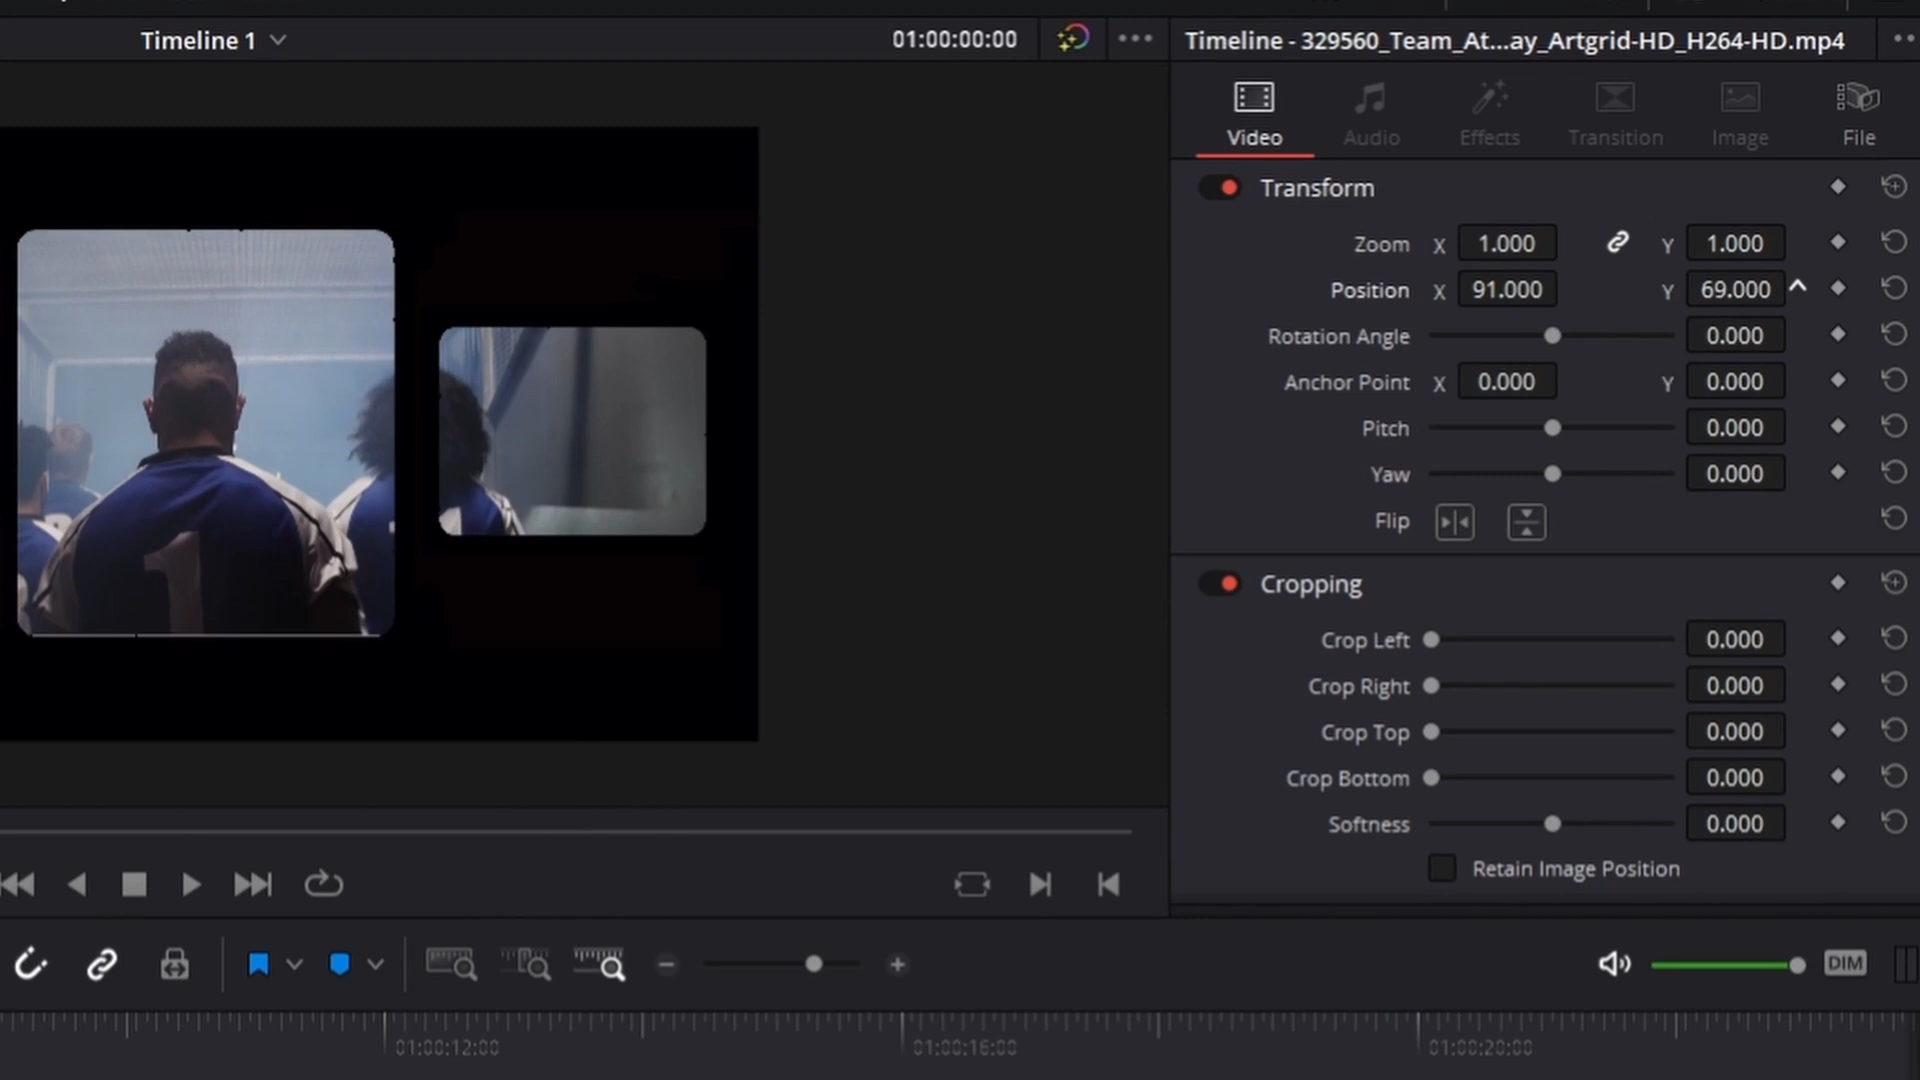 Timeline 1
01:00:00:00
Timeline - 329560_Team_At...ay_Artgrid-HD_H264-HD.mp4
Video
Audio
Effects
Transition
Image
File
Transform
Zoom X 1.000 Y 1.000
Position X 91.000 Y 69.000
Rotation Angle 0.000
Anchor Point X 0.000 Y 0.000
Pitch 0.000
Yaw 0.000
Flip
Cropping
Crop Left 0.000
Crop Right 0.000
Crop Top 0.000
Crop Bottom 0.000
Softness 0.000
Retain Image Position
DIM
01:00:12:00
01:00:16:00
01:00:20:00
1